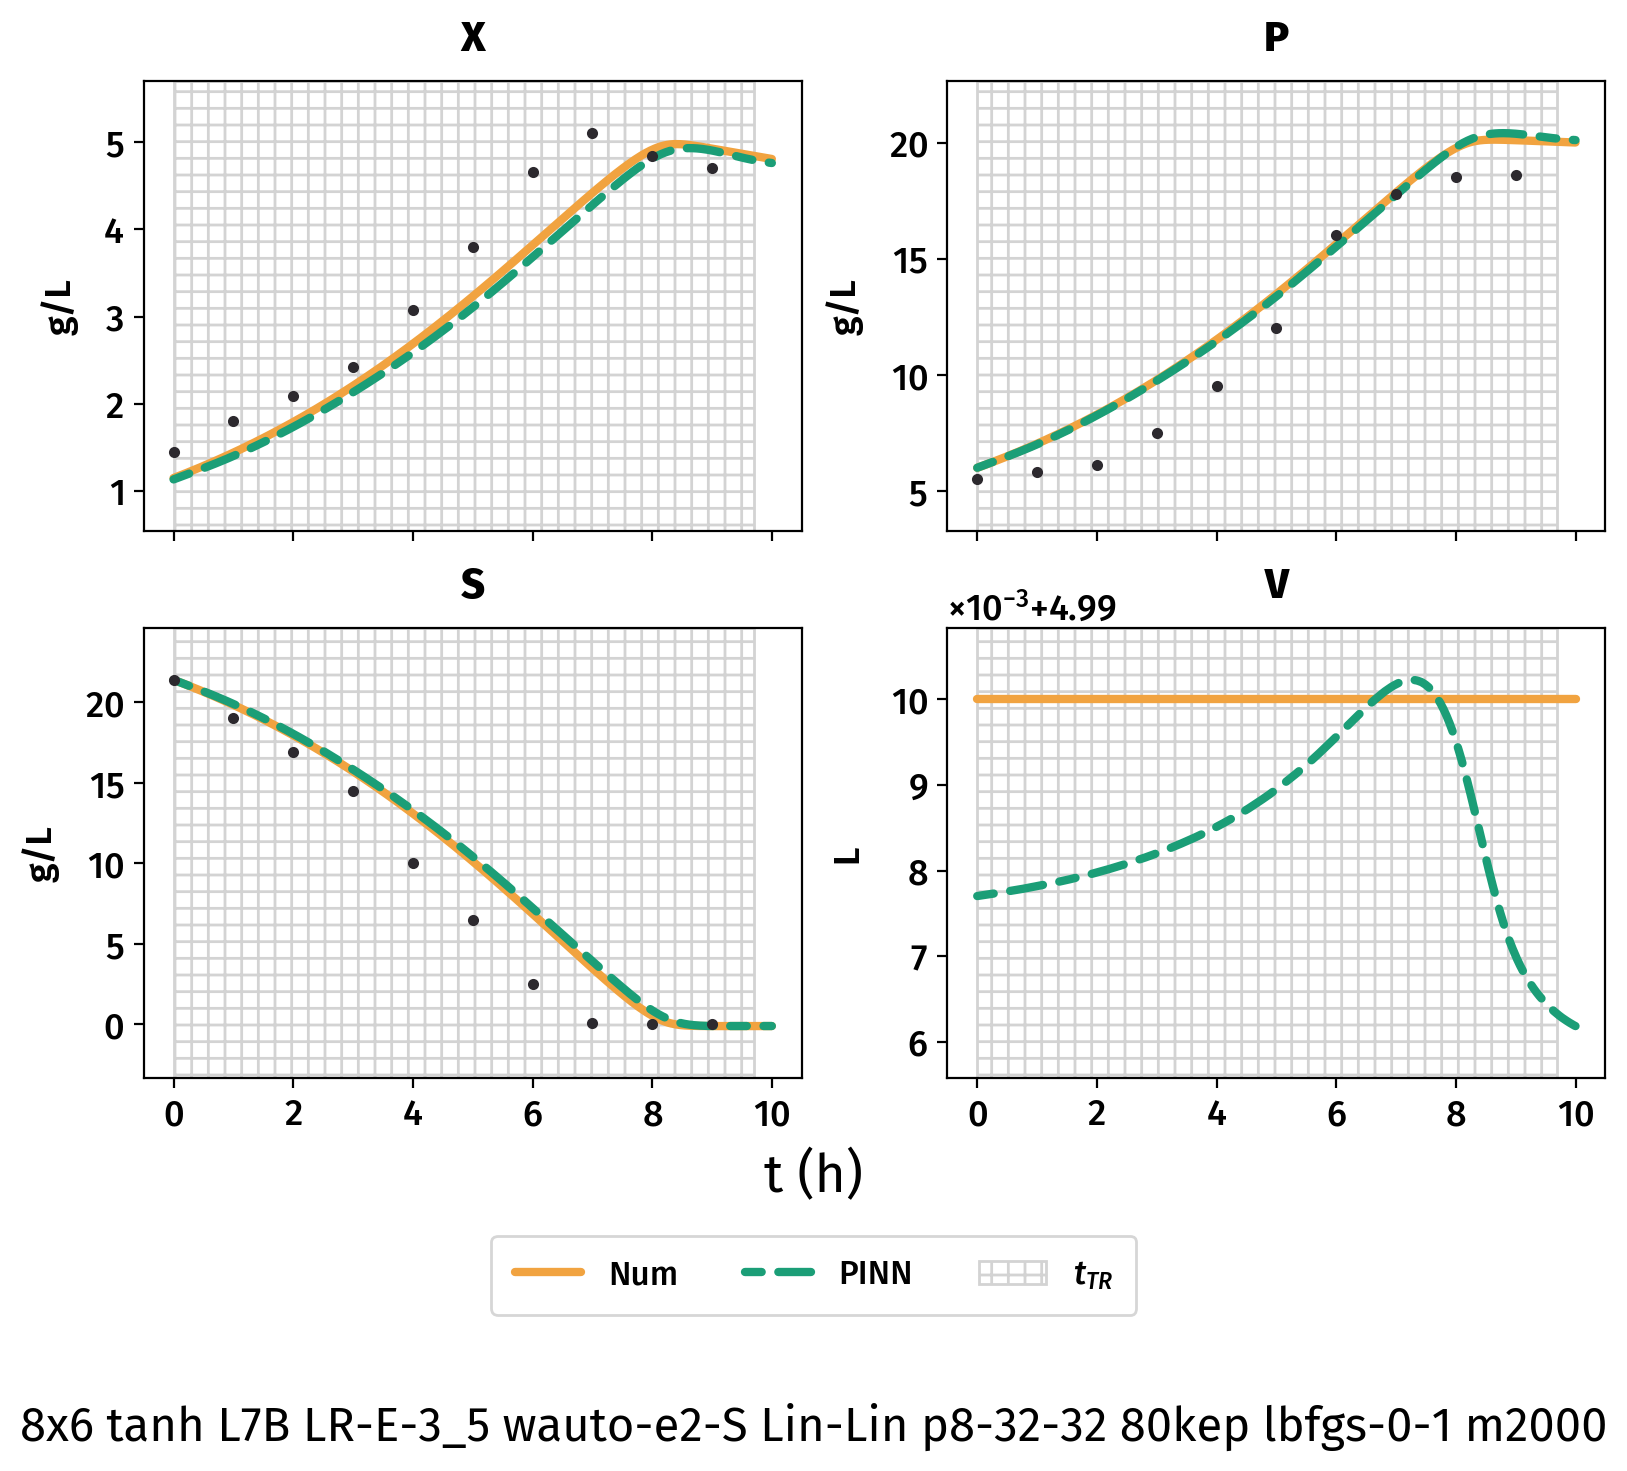 X
P
5
4
3
2
1
g/L
20
15
10
5
g/L
S
V
×10⁻³+4.99
20
15
10
5
0
g/L
10
9
8
7
6
L
0 2 4 6 8 10
0 2 4 6 8 10
t (h)
Num PINN t_TR
8x6 tanh L7B LR-E-3_5 wauto-e2-S Lin-Lin p8-32-32 80kep lbfgs-0-1 m2000